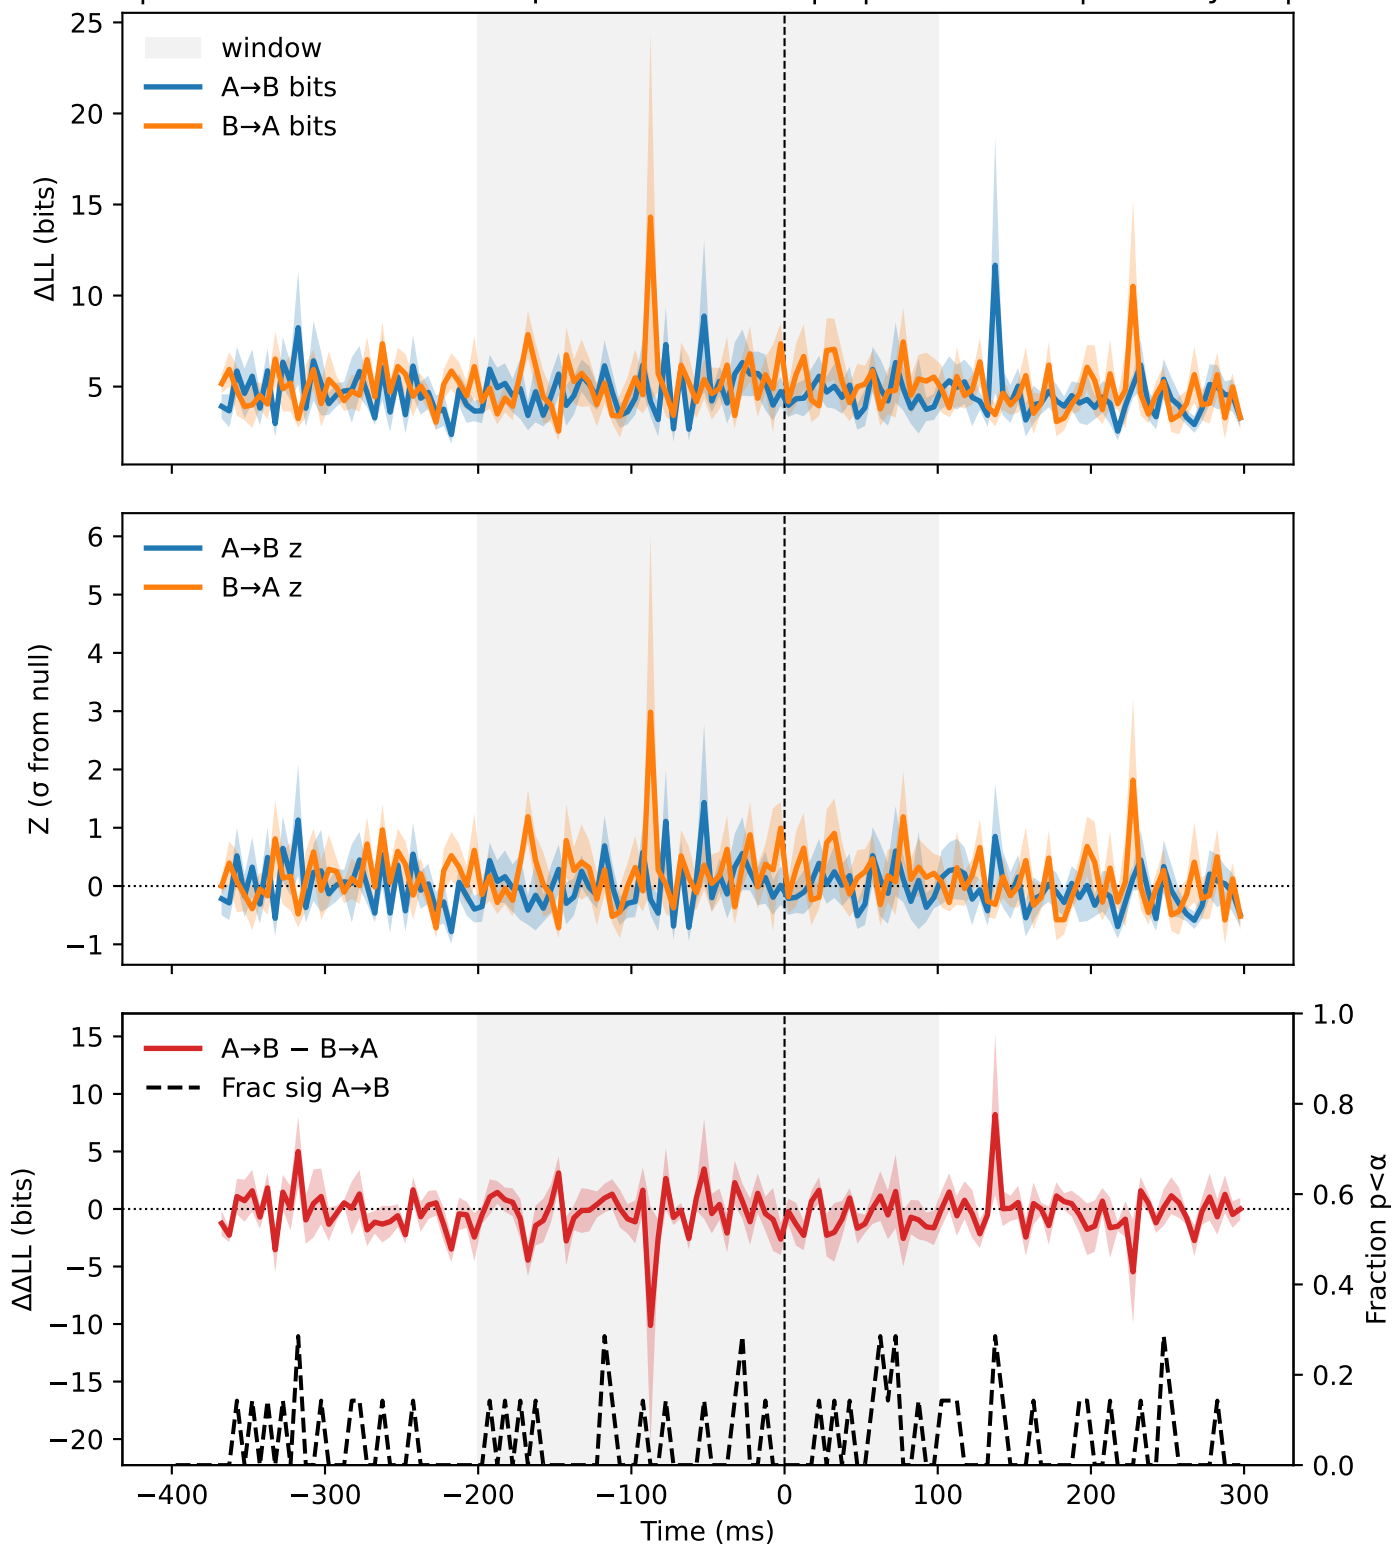 25
20
15
10
5
ΔLL (bits)
window
A→B bits
B→A bits
6
5
4
3
2
1
0
−1
Z (σ from null)
A→B z
B→A z
15
10
5
0
−5
−10
−15
−20
ΔΔLL (bits)
A→B − B→A
Frac sig A→B
1.0
0.8
0.6
0.4
0.2
0.0
Fraction p<α
−400 −300 −200 −100 0 100 200 300
Time (ms)